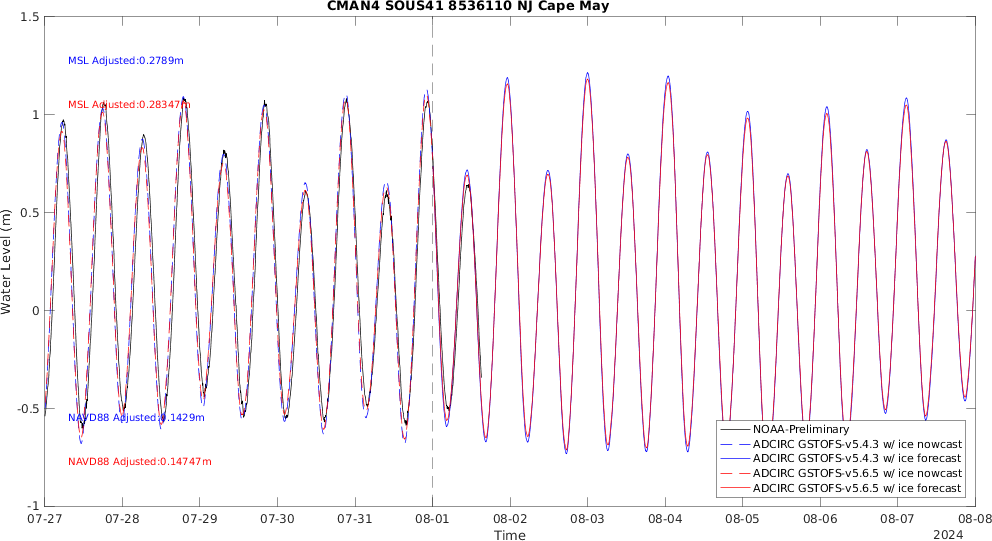 CMAN4 SOUS41 8536110 NJ Cape May
1.5
MSL Adjusted:0.2789m
MSL Adjusted:0.28347m
1
0.5
Water Level (m)
0
-0.5
NAVD88 Adjusted:0.1429m
NAVD88 Adjusted:0.14747m
-1
NOAA-Preliminary
ADCIRC GSTOFS-v5.4.3 w/ ice nowcast
ADCIRC GSTOFS-v5.4.3 w/ ice forecast
ADCIRC GSTOFS-v5.6.5 w/ ice nowcast
ADCIRC GSTOFS-v5.6.5 w/ ice forecast
07-27 07-28 07-29 07-30 07-31 08-01 08-02 08-03 08-04 08-05 08-06 08-07 08-08
Time
2024